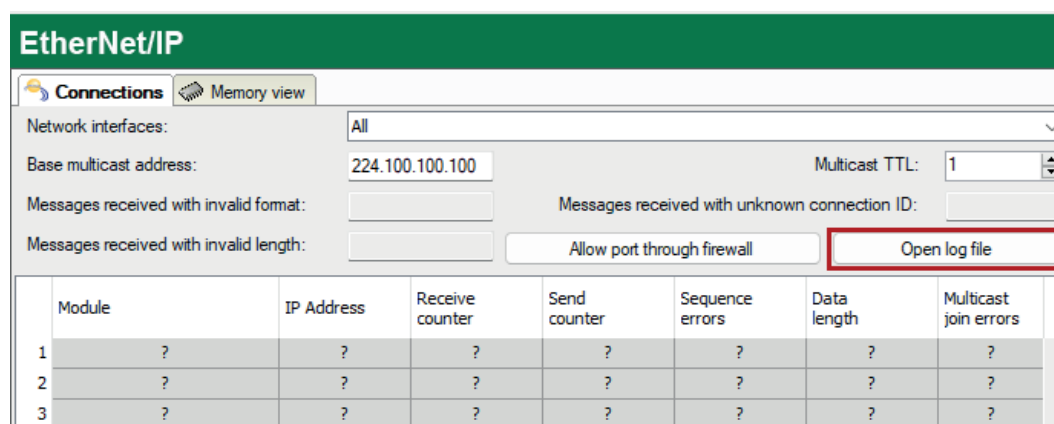 EtherNet/IP
Connections Memory view
Network interfaces: All
Base multicast address: 224.100.100.100 Multicast TTL: 1
Messages received with invalid format: Messages received with unknown connection ID:
Messages received with invalid length: Allow port through firewall Open log file
Module IP Address Receive counter Send counter Sequence errors Data length Multicast join errors
1 ? ? ? ? ? ? ?
2 ? ? ? ? ? ? ?
3 ? ? ? ? ? ? ?